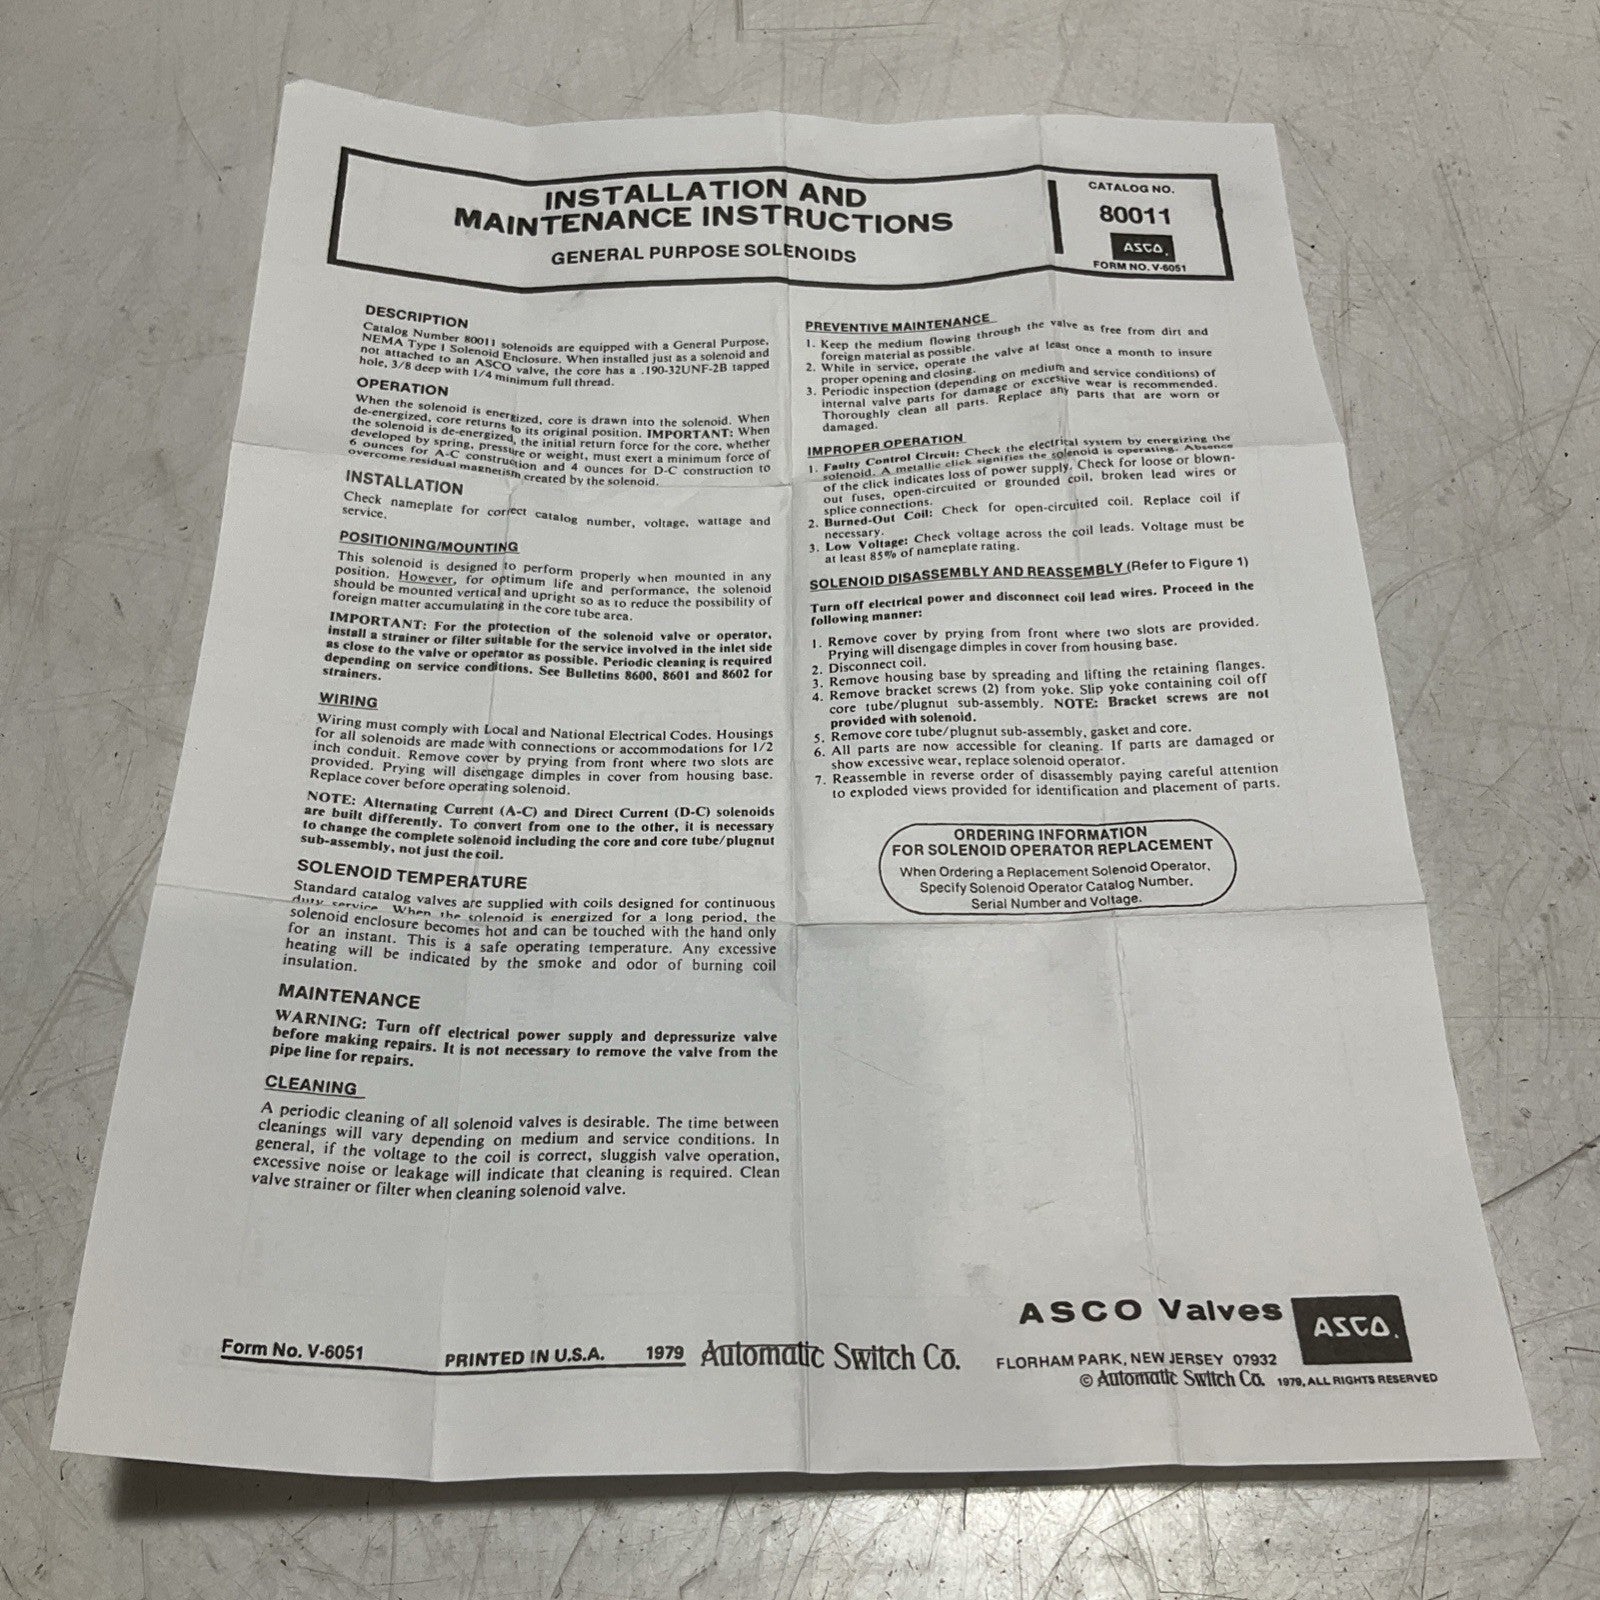 INSTALLATION AND
MAINTENANCE INSTRUCTIONS
GENERAL PURPOSE SOLENOIDS
CATALOG NO.
80011
ASCO.
FORM NO. V-6051
DESCRIPTION
Catalog Number 80011 solenoids are equipped with a General Purpose,
NEMA Type 1 Solenoid Enclosure. When installed just as a solenoid and
not attached to an ASCO valve, the core has a .190-32UNF-2B tapped
hole, 3/8 deep with 1/4 minimum full thread.
OPERATION
When the solenoid is energized, core is drawn into the solenoid. When
de-energized, core returns to its original position. IMPORTANT: When
the solenoid is de-energized, the initial return force for the core, whether
developed by spring, pressure or weight, must exert a minimum force of
6 ounces for A-C construction and 4 ounces for D-C construction to
overcome residual magnetism created by the solenoid.
INSTALLATION
Check nameplate for correct catalog number, voltage, wattage and
service.
POSITIONING/MOUNTING
This solenoid is designed to perform properly when mounted in any
position. However, for optimum life and performance, the solenoid
should be mounted vertical and upright so as to reduce the possibility of
foreign matter accumulating in the core tube area.
IMPORTANT: For the protection of the solenoid valve or operator,
install a strainer or filter suitable for the service involved in the inlet side
as close to the valve or operator as possible. Periodic cleaning is required
depending on service conditions. See Bulletins 8600, 8601 and 8602 for
strainers.
WIRING
Wiring must comply with Local and National Electrical Codes. Housings
for all solenoids are made with connections or accommodations for 1/2
inch conduit. Remove cover by prying from front where two slots are
provided. Prying will disengage dimples in cover from housing base.
Replace cover before operating solenoid.
NOTE: Alternating Current (A-C) and Direct Current (D-C) solenoids
are built differently. To convert from one to the other, it is necessary
to change the complete solenoid including the core and core tube/plugnut
sub-assembly, not just the coil.
SOLENOID TEMPERATURE
Standard catalog valves are supplied with coils designed for continuous
duty service. When the solenoid is energized for a long period, the
solenoid enclosure becomes hot and can be touched with the hand only
for an instant. This is a safe operating temperature. Any excessive
heating will be indicated by the smoke and odor of burning coil
insulation.
MAINTENANCE
WARNING: Turn off electrical power supply and depressurize valve
before making repairs. It is not necessary to remove the valve from the
pipe line for repairs.
CLEANING
A periodic cleaning of all solenoid valves is desirable. The time between
cleanings will vary depending on medium and service conditions. In
general, if the voltage to the coil is correct, sluggish valve operation,
excessive noise or leakage will indicate that cleaning is required. Clean
valve strainer or filter when cleaning solenoid valve.
PREVENTIVE MAINTENANCE
1. Keep the medium flowing through the valve as free from dirt and
foreign material as possible.
2. While in service, operate the valve at least once a month to insure
proper opening and closing.
3. Periodic inspection (depending on medium and service conditions) of
internal valve parts for damage or excessive wear is recommended.
Thoroughly clean all parts. Replace any parts that are worn or
damaged.
IMPROPER OPERATION
1. Faulty Control Circuit: Check the electrical system by energizing the
solenoid. A metallic click signifies the solenoid is operating. Absence
of the click indicates loss of power supply. Check for loose or blown-
out fuses, open-circuited or grounded coil, broken lead wires or
splice connections.
2. Burned-Out Coil: Check for open-circuited coil. Replace coil if
necessary.
3. Low Voltage: Check voltage across the coil leads. Voltage must be
at least 85% of nameplate rating.
SOLENOID DISASSEMBLY AND REASSEMBLY (Refer to Figure 1)
Turn off electrical power and disconnect coil lead wires. Proceed in the
following manner:
1. Remove cover by prying from front where two slots are provided.
Prying will disengage dimples in cover from housing base.
2. Disconnect coil.
3. Remove housing base by spreading and lifting the retaining flanges.
4. Remove bracket screws (2) from yoke. Slip yoke containing coil off
core tube/plugnut sub-assembly. NOTE: Bracket screws are not
provided with solenoid.
5. Remove core tube/plugnut sub-assembly, gasket and core.
6. All parts are now accessible for cleaning. If parts are damaged or
show excessive wear, replace solenoid operator.
7. Reassemble in reverse order of disassembly paying careful attention
to exploded views provided for identification and placement of parts.
ORDERING INFORMATION
FOR SOLENOID OPERATOR REPLACEMENT
When Ordering a Replacement Solenoid Operator,
Specify Solenoid Operator Catalog Number,
Serial Number and Voltage.
ASCO Valves
ASCO.
Form No. V-6051 PRINTED IN U.S.A. 1979 Automatic Switch Co. FLORHAM PARK, NEW JERSEY 07932
© Automatic Switch Co. 1979, ALL RIGHTS RESERVED